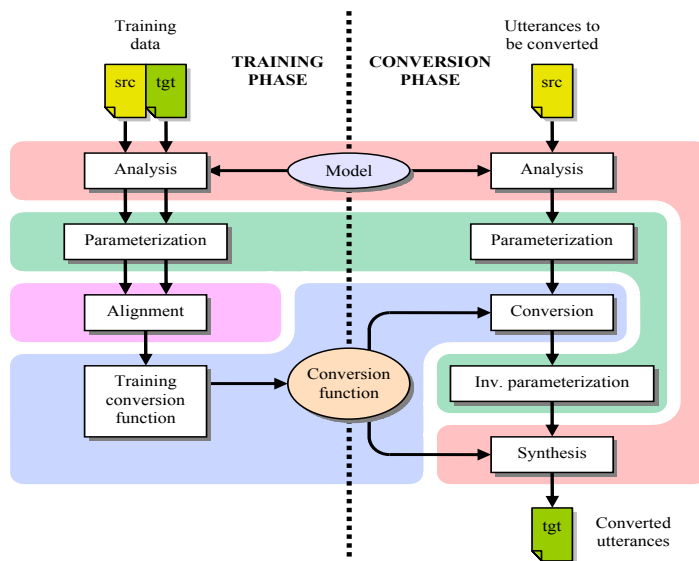 Training
data
Utterances to
be converted
TRAINING
PHASE
CONVERSION
PHASE
src
tgt
src
Analysis
Model
Analysis
Parameterization
Parameterization
Alignment
Conversion
Training
conversion
function
Conversion
function
Inv. parameterization
Synthesis
tgt
Converted
utterances